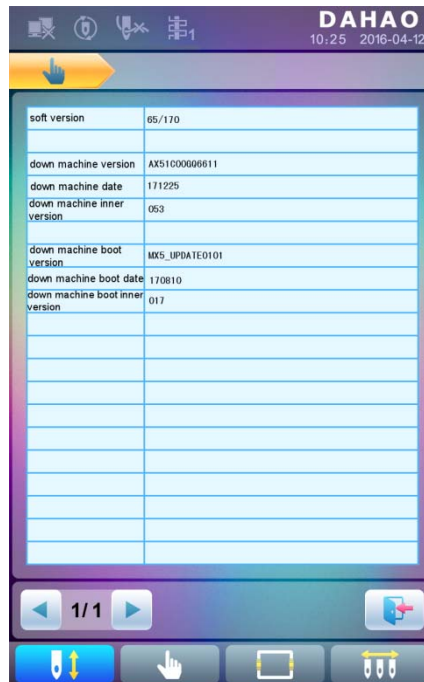 DAHAO
10:25 2016-04-12
1
soft version 65/170
down machine version AX51C00Q06611
down machine date 171225
down machine inner
version 053
down machine boot
version MX5_UPDATE0101
down machine boot date 170810
down machine boot inner
version 017
1/1